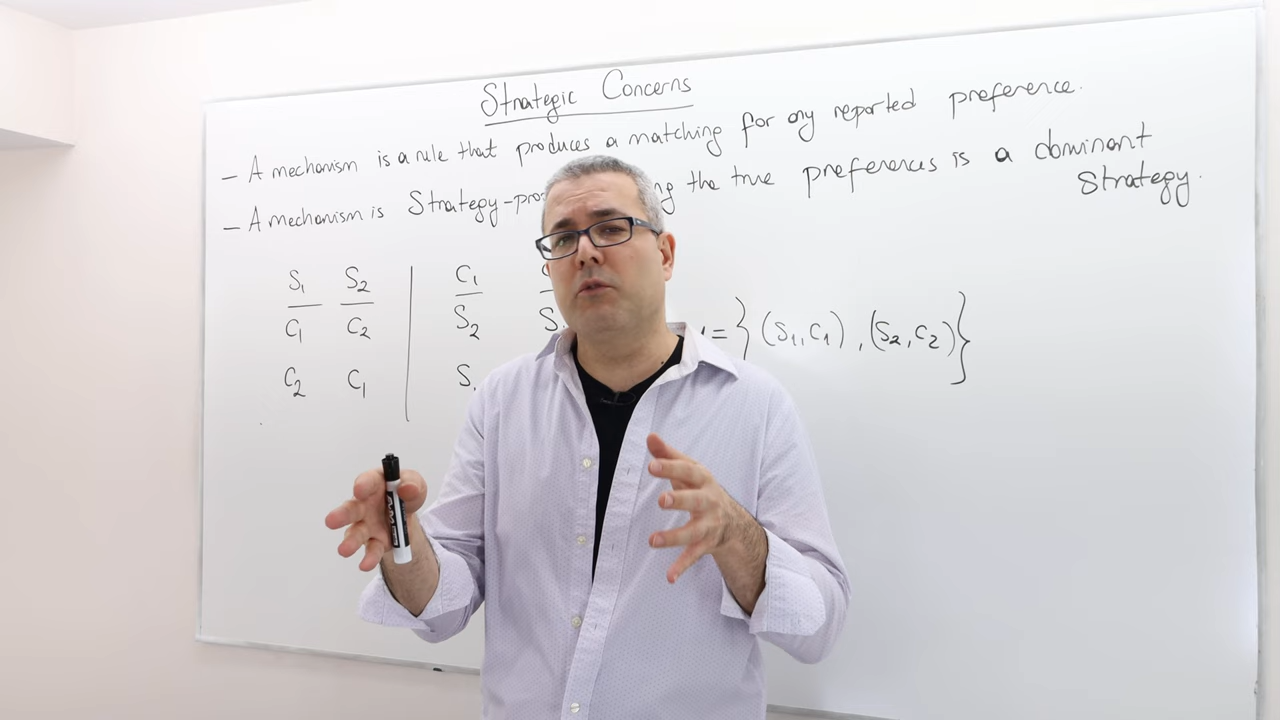 Strategic Concerns
– A mechanism is a rule that produces a matching for any reported preference.
– A mechanism is Strategy-pro the true preferences is a dominant
Strategy.
S1 S2 C1
C1 C2 S2 S
C2 C1 S
= { (S1, C1) , (S2, C2) }